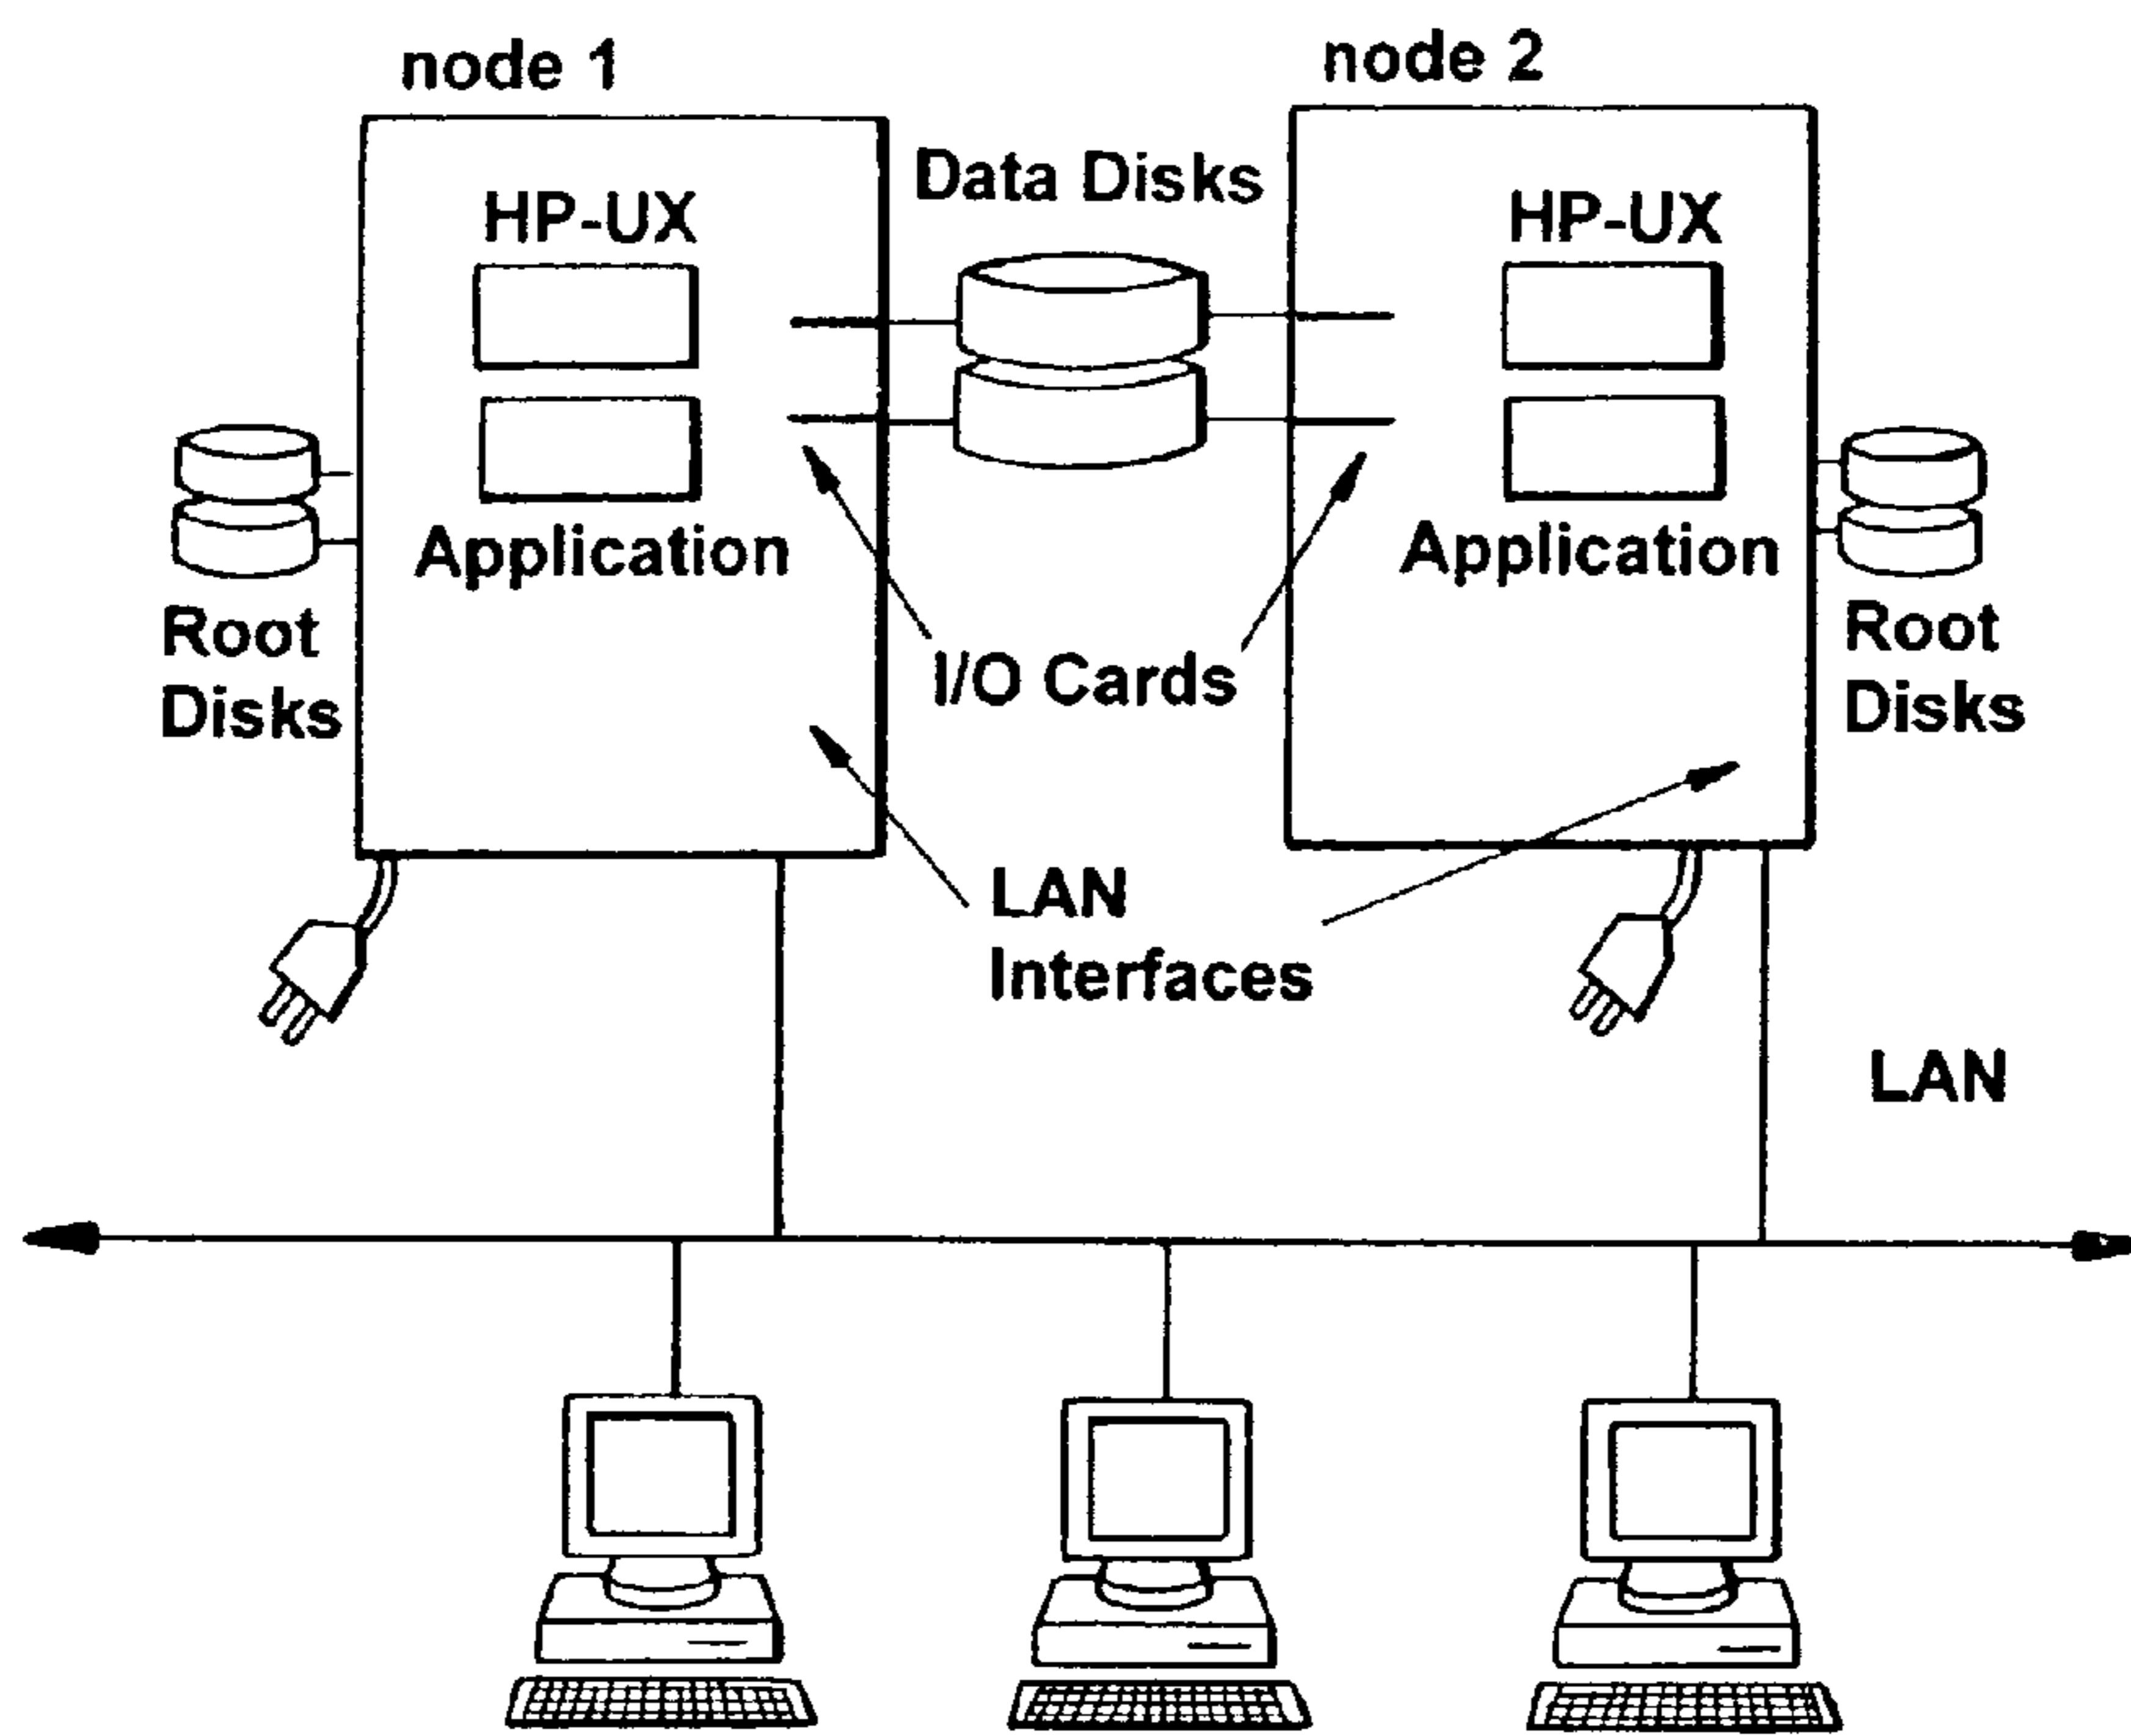 node 1
node 2
Data Disks
HP-UX
HP-UX
Application
Application
Root
Disks
I/O Cards
Root
Disks
LAN
Interfaces
LAN